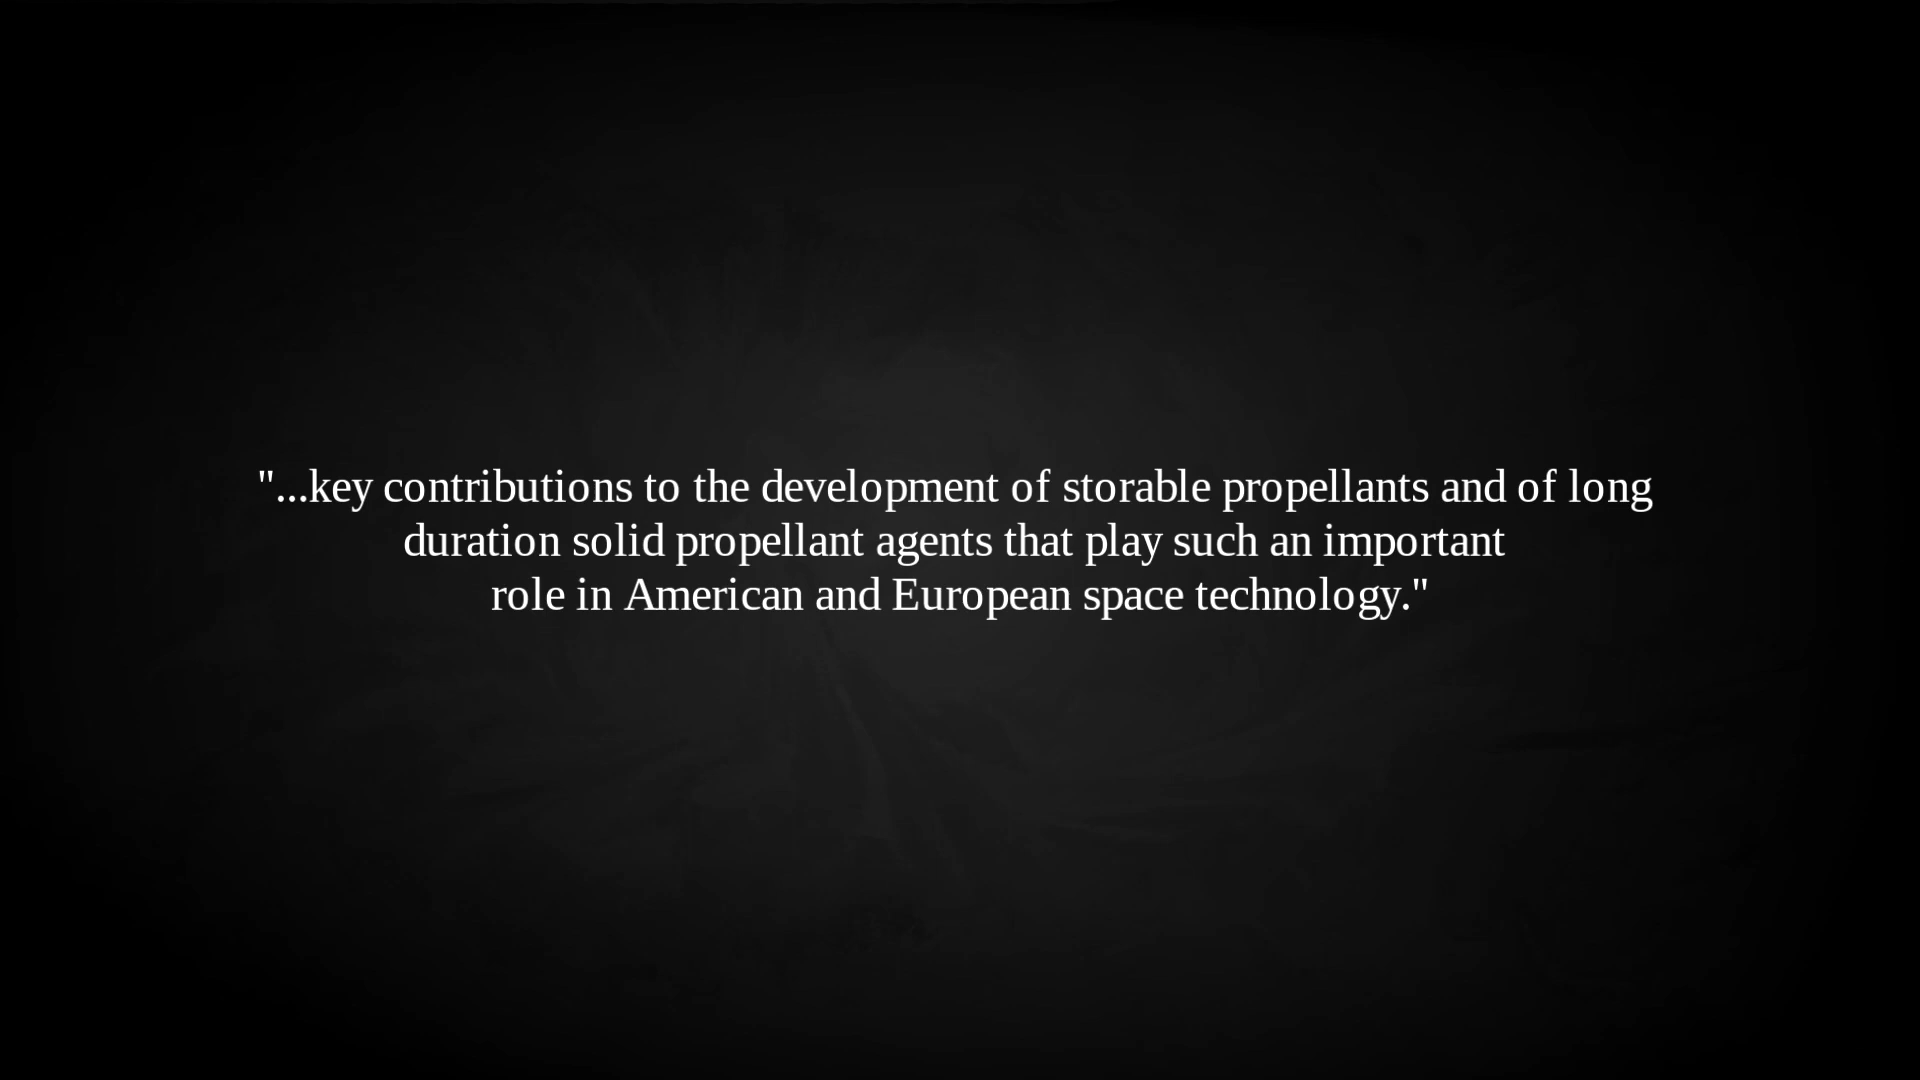 "...key contributions to the development of storable propellants and of long
duration solid propellant agents that play such an important
role in American and European space technology."